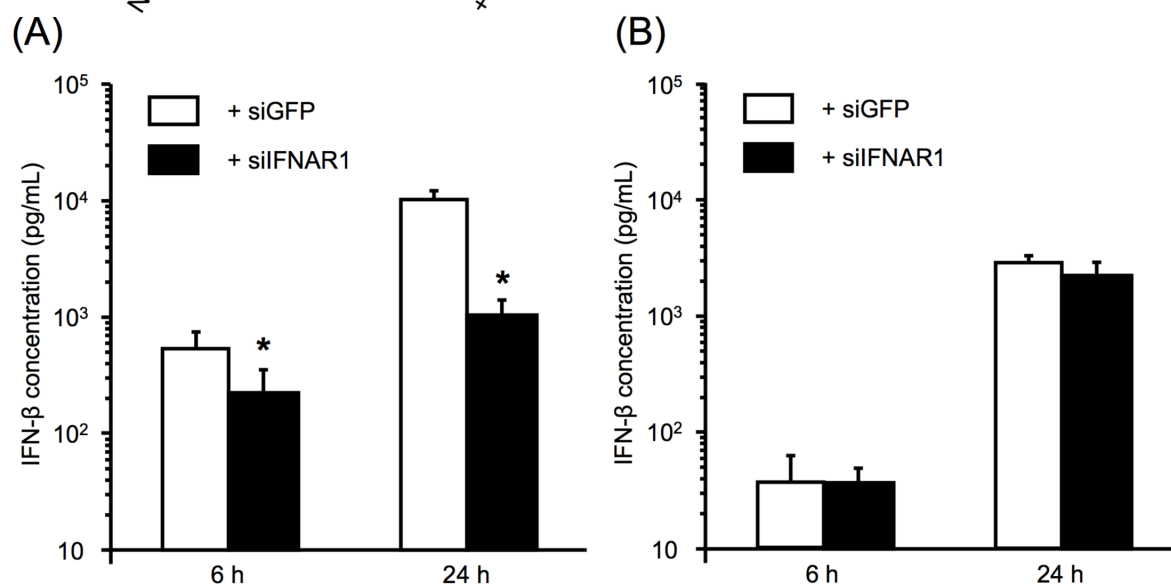 (A)
IFN-β concentration (pg/mL)
10⁵
10⁴
10³
10²
10
+ siGFP
+ siIFNAR1
*
*
6 h
24 h
(B)
IFN-β concentration (pg/mL)
10⁵
10⁴
10³
10²
10
+ siGFP
+ siIFNAR1
6 h
24 h